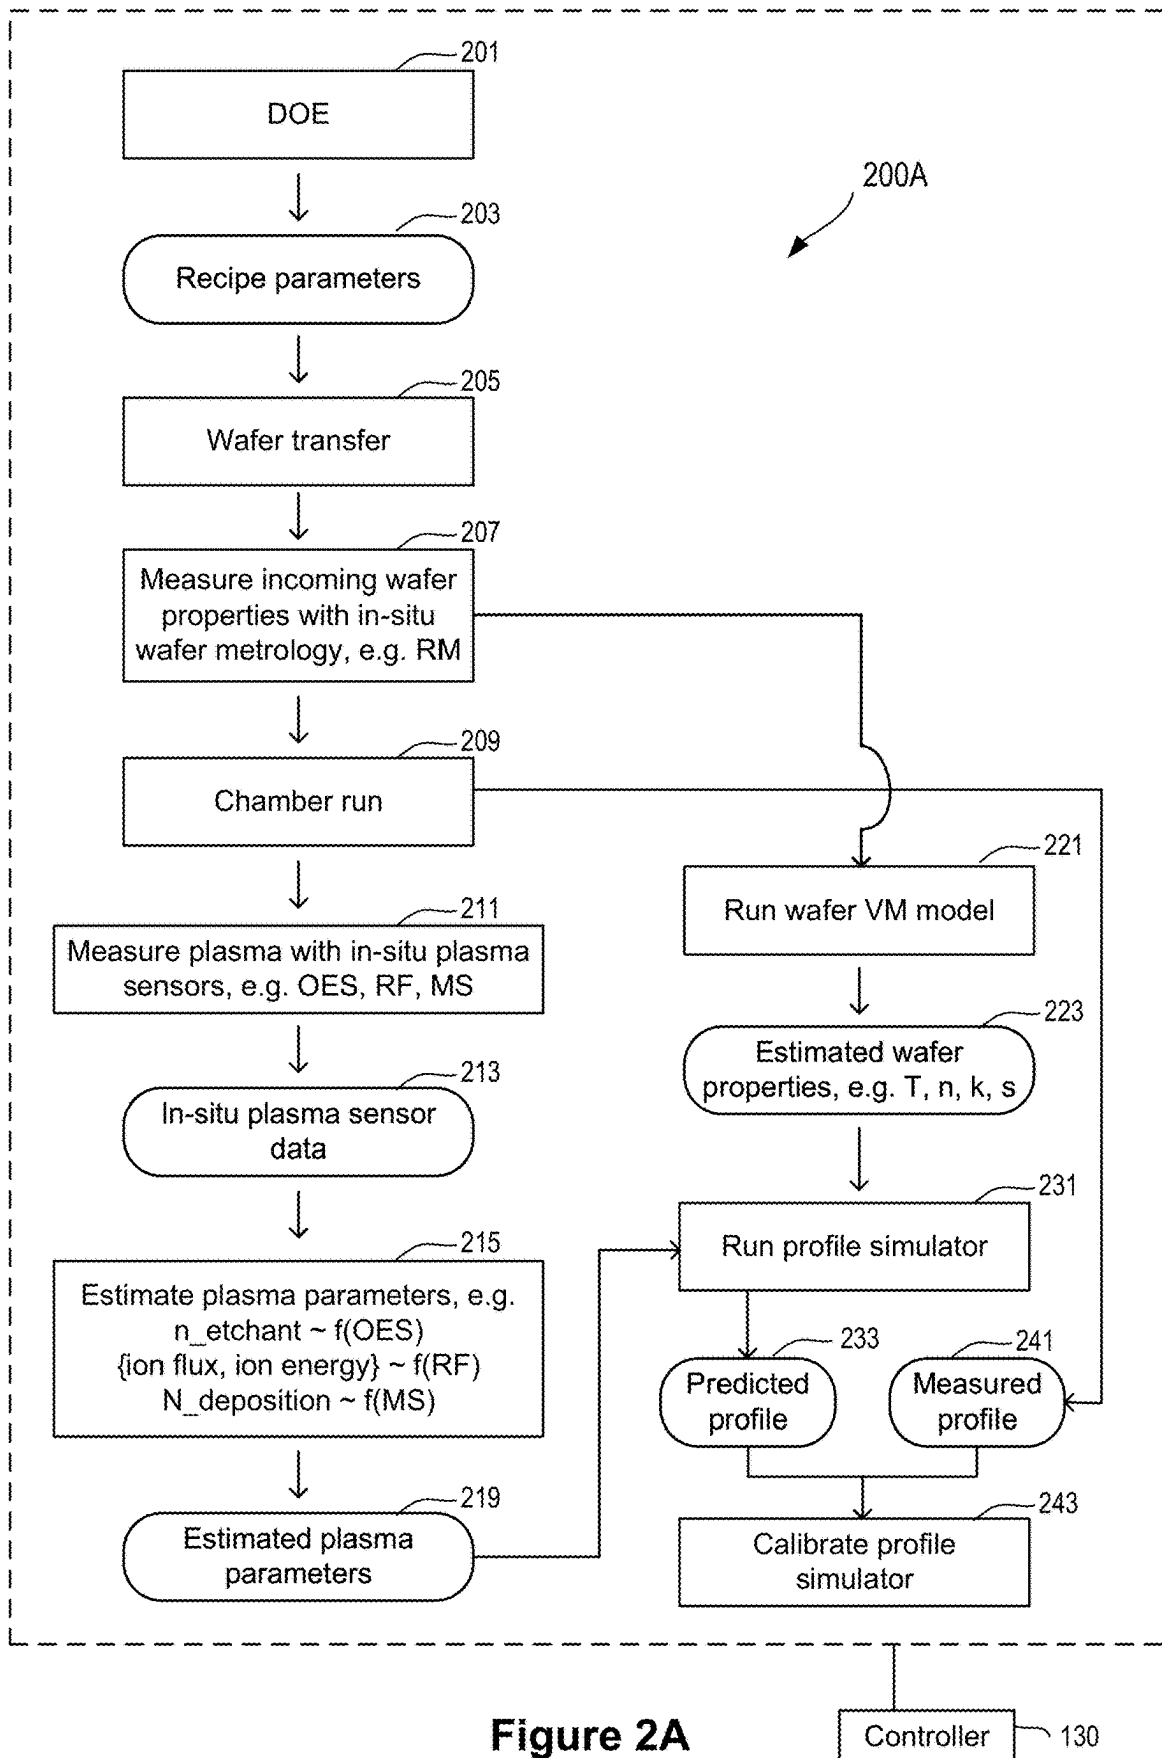 201
DOE
200A
203
Recipe parameters
205
Wafer transfer
207
Measure incoming wafer
properties with in-situ
wafer metrology, e.g. RM
209
Chamber run
221
Run wafer VM model
211
Measure plasma with in-situ plasma
sensors, e.g. OES, RF, MS
223
Estimated wafer
properties, e.g. T, n, k, s
213
In-situ plasma sensor
data
231
Run profile simulator
215
Estimate plasma parameters, e.g.
n_etchant ~ f(OES)
{ion flux, ion energy} ~ f(RF)
N_deposition ~ f(MS)
233
Predicted
profile
241
Measured
profile
219
Estimated plasma
parameters
243
Calibrate profile
simulator
Figure 2A
Controller
130